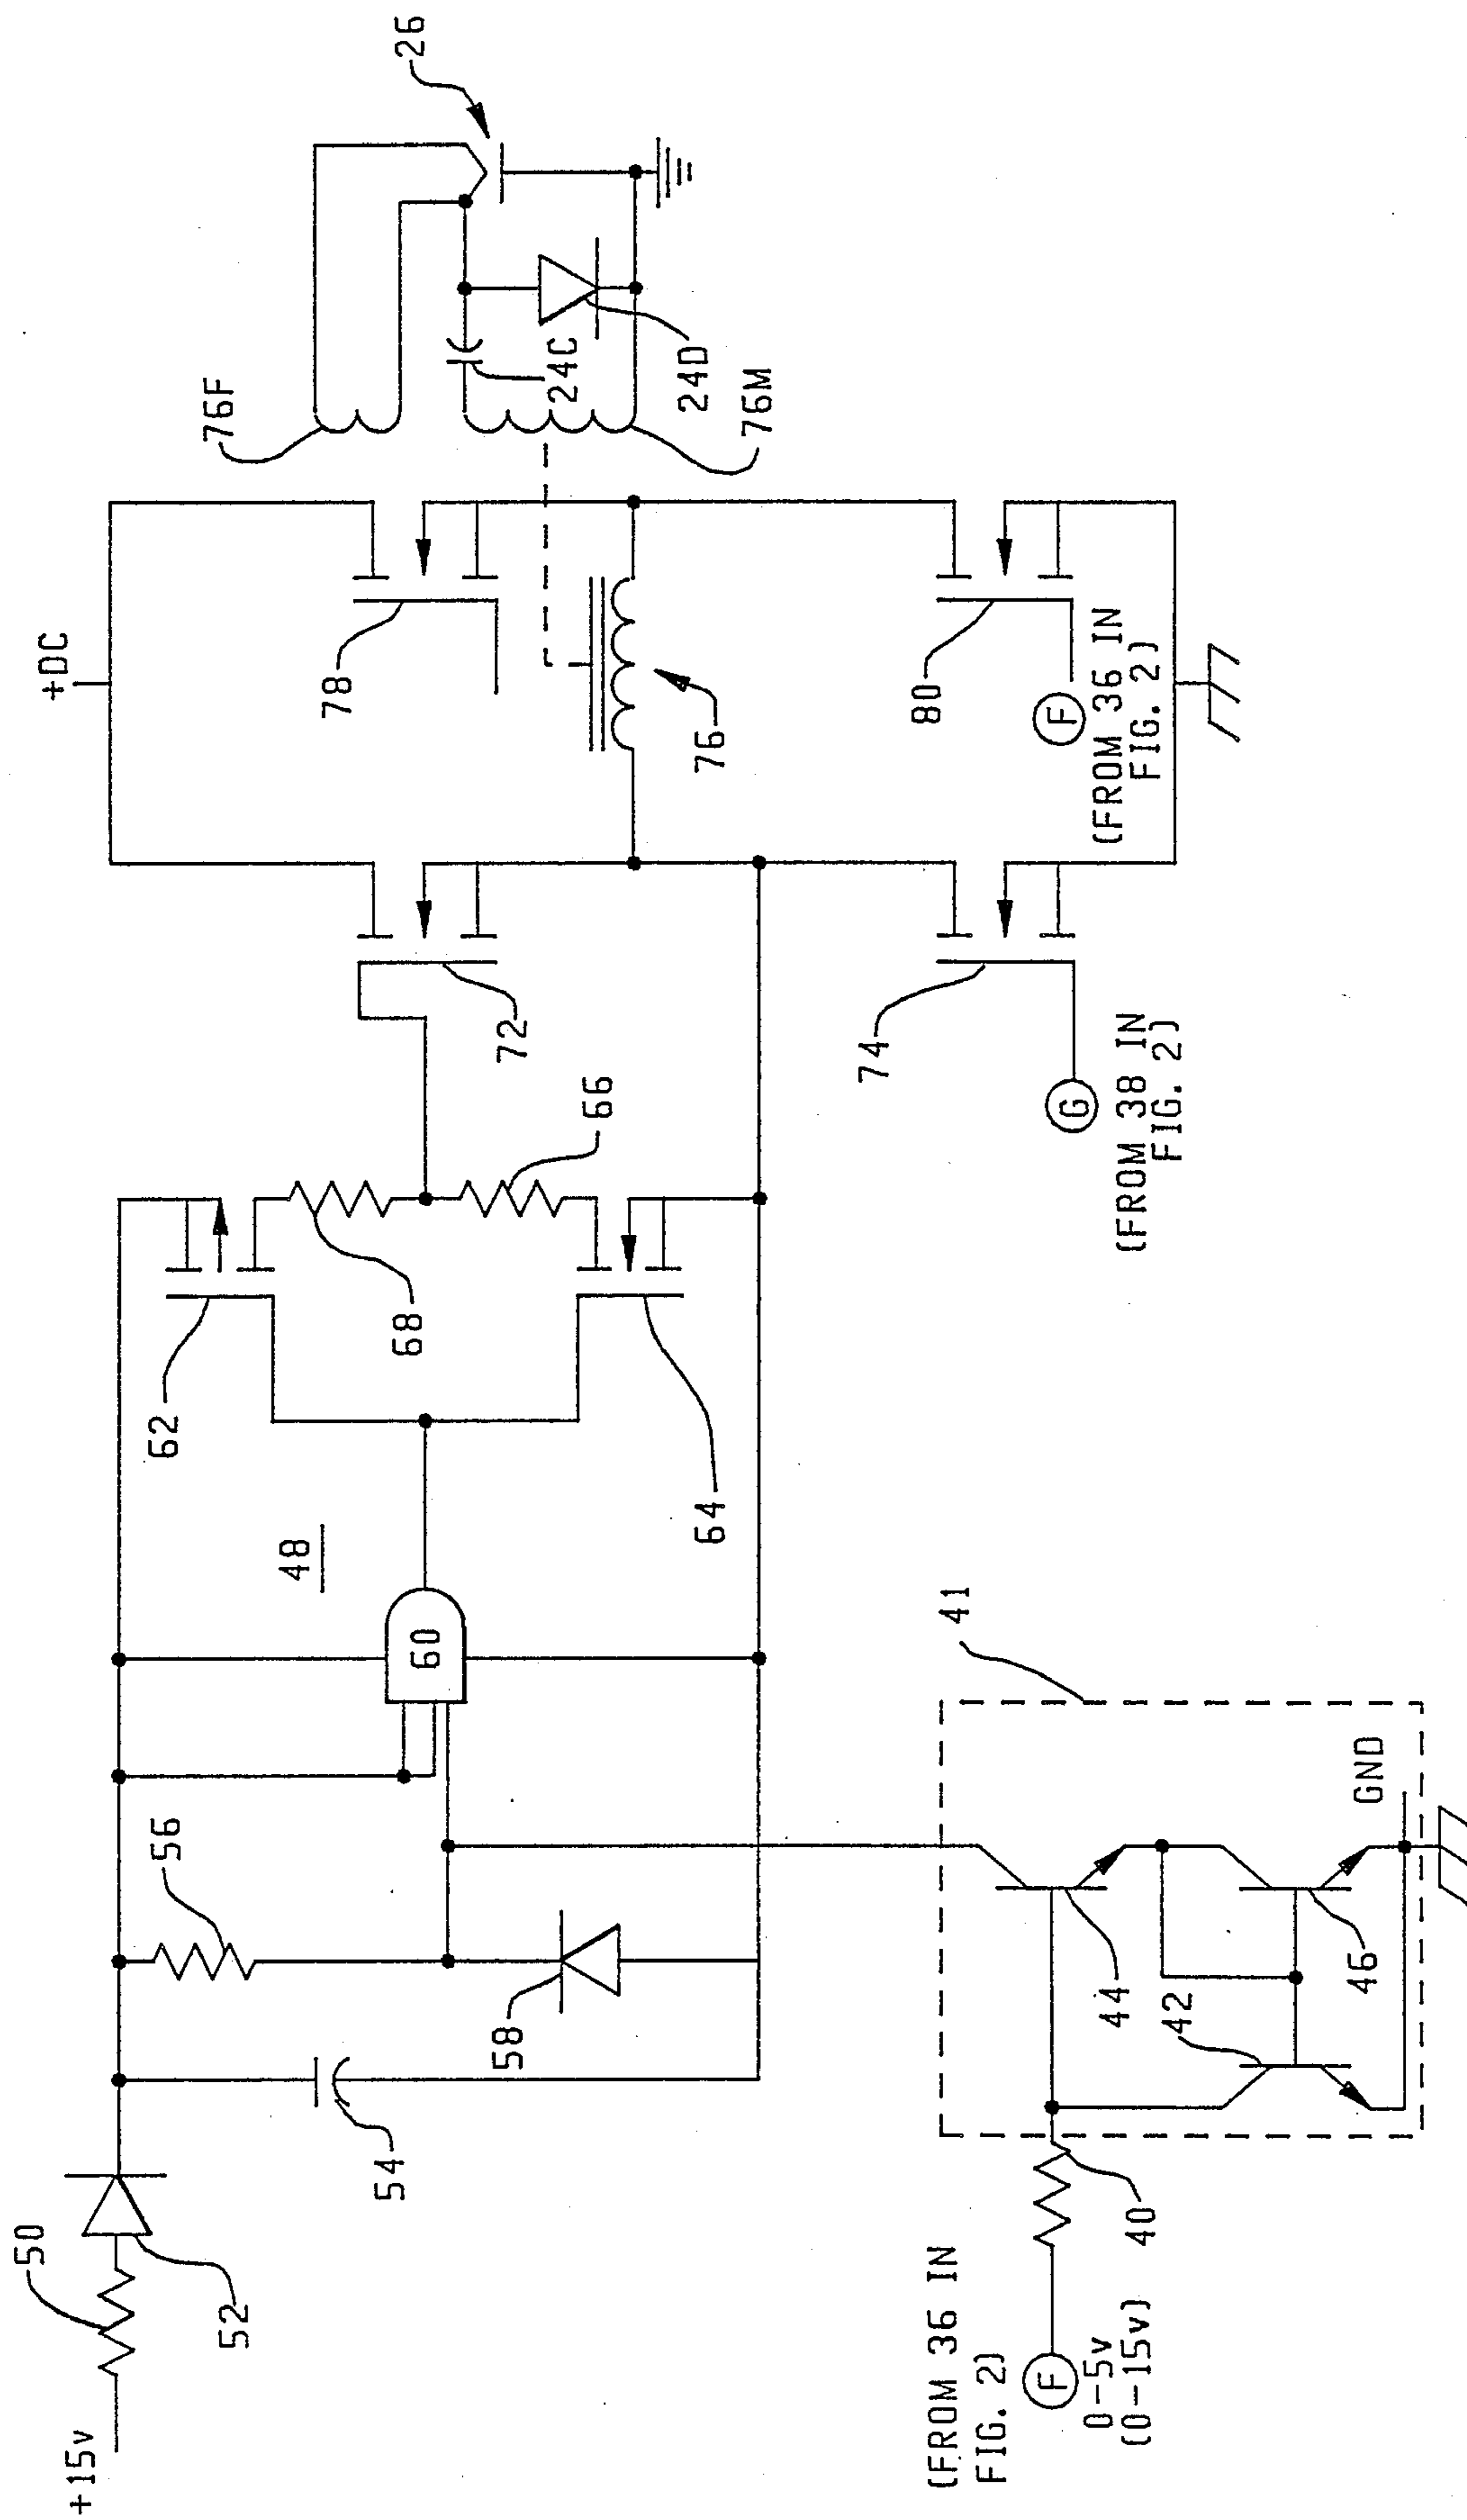 +15v
50
52
54
56
58
60
48
62
68
64
66
72
+DC
78
76
76F
24C
24D
76M
26
(FROM 36 IN
FIG. 2)
F
0-5v
(0-15v)
40
42
44
46
GND
41
74
G
(FROM 38 IN
FIG. 2)
80
F
(FROM 36 IN
FIG. 2)